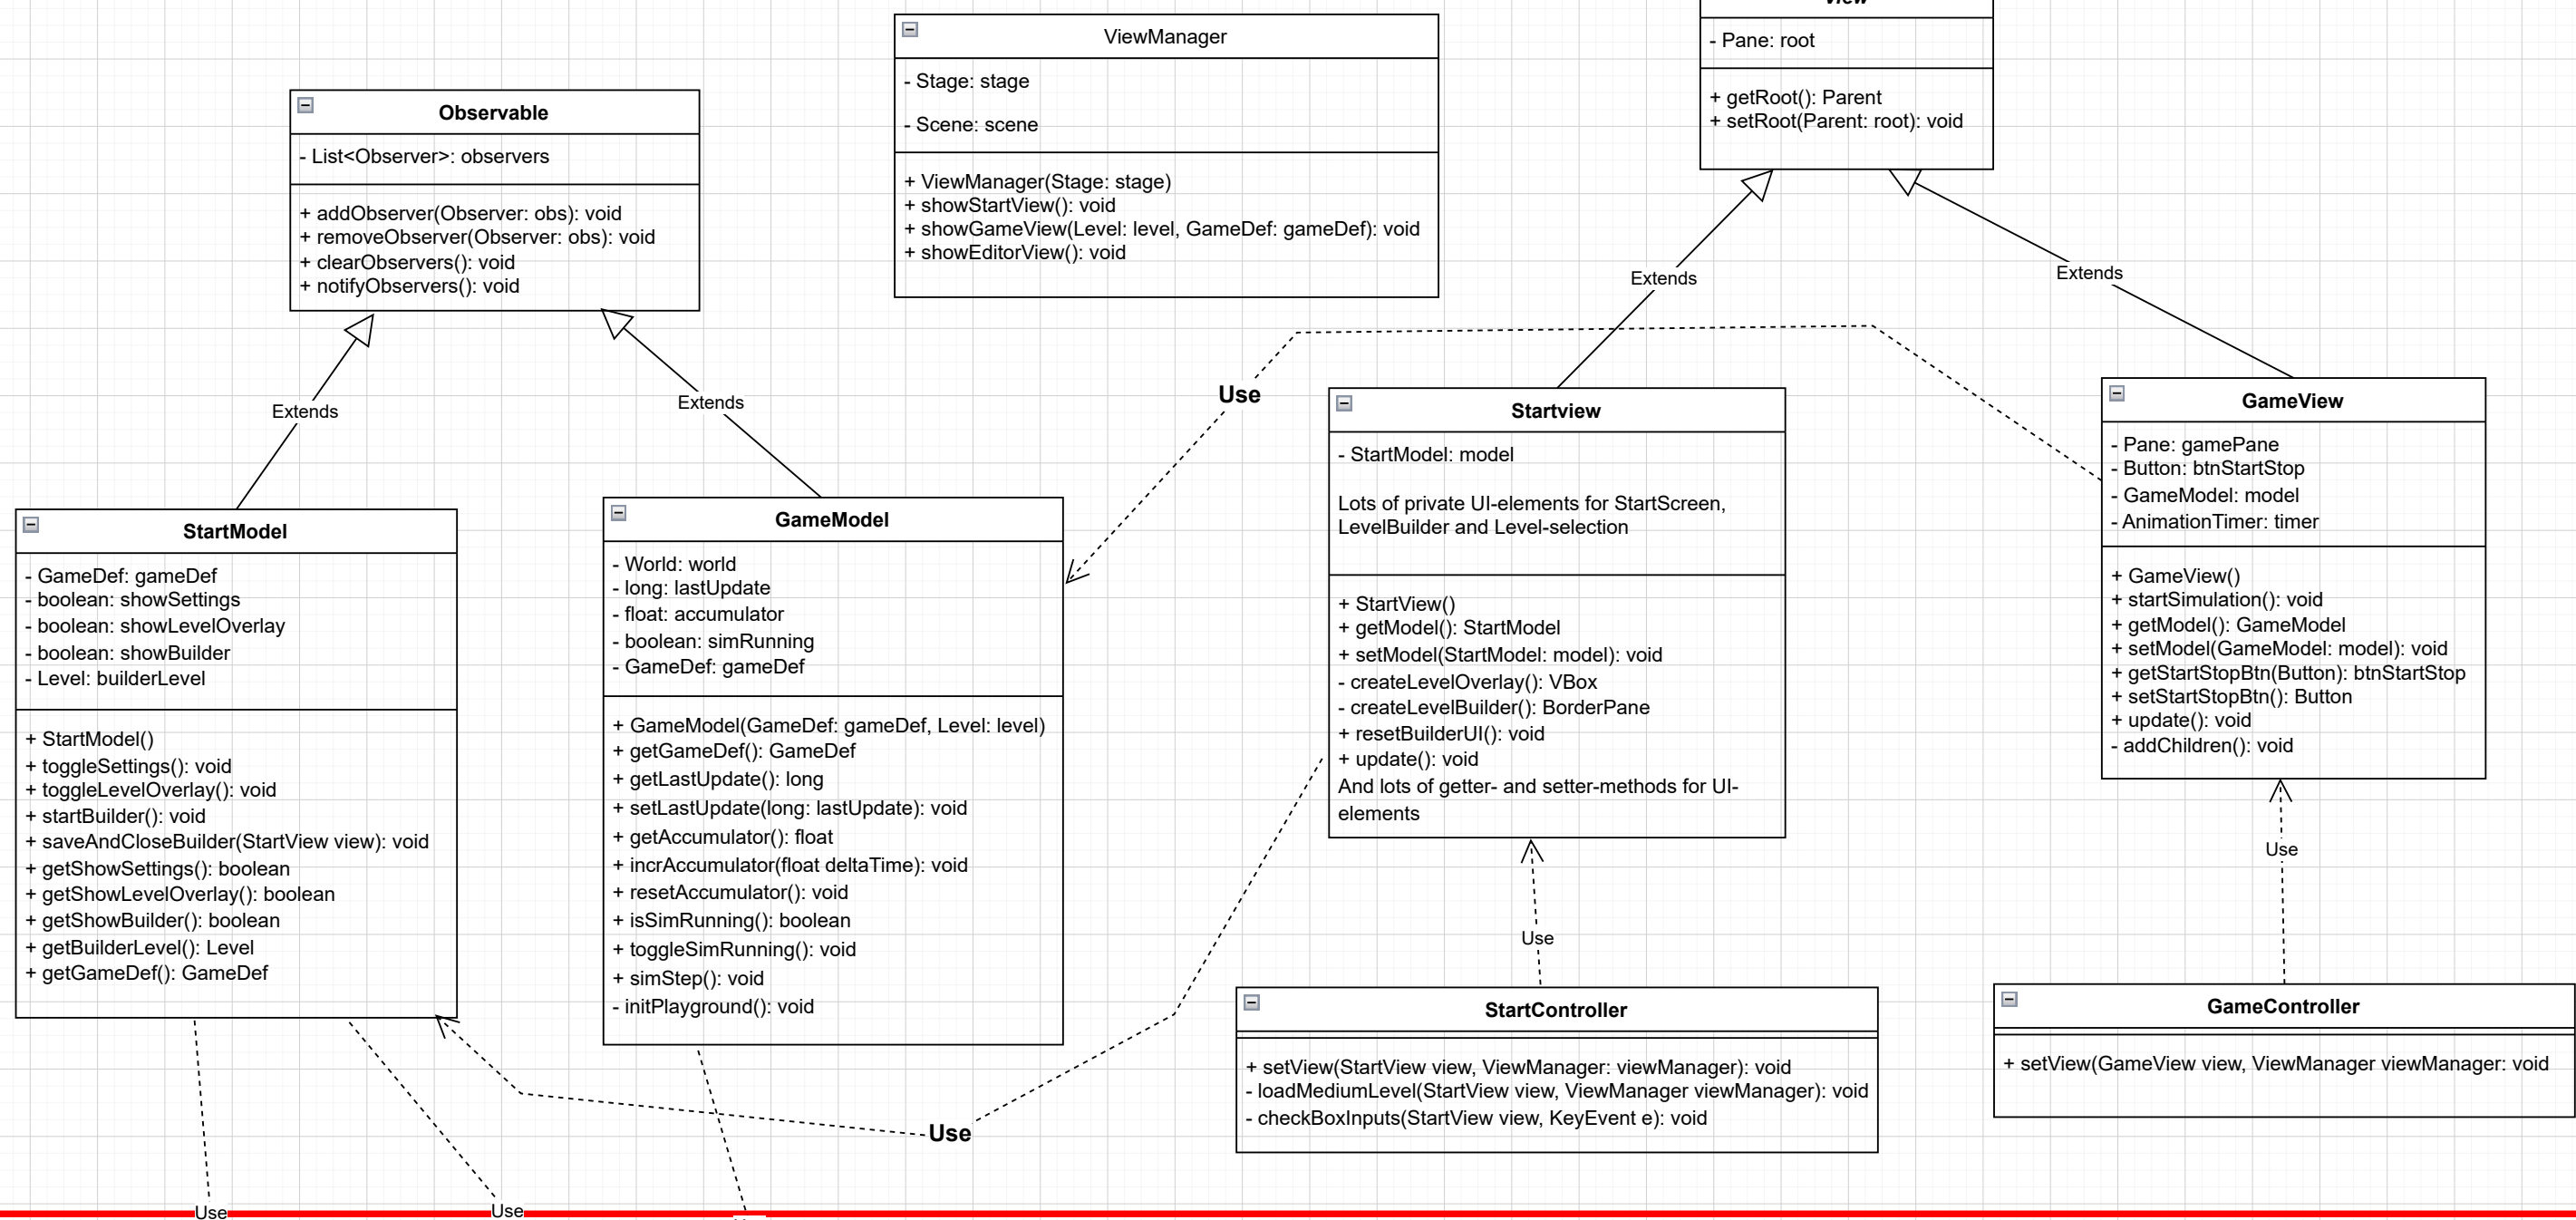 View
- Pane: root
+ getRoot(): Parent
+ setRoot(Parent: root): void
ViewManager
- Stage: stage
- Scene: scene
+ ViewManager(Stage: stage)
+ showStartView(): void
+ showGameView(Level: level, GameDef: gameDef): void
+ showEditorView(): void
Observable
- List<Observer>: observers
+ addObserver(Observer: obs): void
+ removeObserver(Observer: obs): void
+ clearObservers(): void
+ notifyObservers(): void
Extends
Extends
Extends
Extends
Use
StartModel
- GameDef: gameDef
- boolean: showSettings
- boolean: showLevelOverlay
- boolean: showBuilder
- Level: builderLevel
+ StartModel()
+ toggleSettings(): void
+ toggleLevelOverlay(): void
+ startBuilder(): void
+ saveAndCloseBuilder(StartView view): void
+ getShowSettings(): boolean
+ getShowLevelOverlay(): boolean
+ getShowBuilder(): boolean
+ getBuilderLevel(): Level
+ getGameDef(): GameDef
GameModel
- World: world
- long: lastUpdate
- float: accumulator
- boolean: simRunning
- GameDef: gameDef
+ GameModel(GameDef: gameDef, Level: level)
+ getGameDef(): GameDef
+ getLastUpdate(): long
+ setLastUpdate(long: lastUpdate): void
+ getAccumulator(): float
+ incrAccumulator(float deltaTime): void
+ resetAccumulator(): void
+ isSimRunning(): boolean
+ toggleSimRunning(): void
+ simStep(): void
- initPlayground(): void
Startview
- StartModel: model
Lots of private UI-elements for StartScreen,
LevelBuilder and Level-selection
+ StartView()
+ getModel(): StartModel
+ setModel(StartModel: model): void
- createLevelOverlay(): VBox
- createLevelBuilder(): BorderPane
+ resetBuilderUI(): void
+ update(): void
And lots of getter- and setter-methods for UI-
elements
GameView
- Pane: gamePane
- Button: btnStartStop
- GameModel: model
- AnimationTimer: timer
+ GameView()
+ startSimulation(): void
+ getModel(): GameModel
+ setModel(GameModel: model): void
+ getStartStopBtn(Button): btnStartStop
+ setStartStopBtn(): Button
+ update(): void
- addChildren(): void
Use
Use
StartController
+ setView(StartView view, ViewManager: viewManager): void
- loadMediumLevel(StartView view, ViewManager viewManager): void
- checkBoxInputs(StartView view, KeyEvent e): void
GameController
+ setView(GameView view, ViewManager viewManager: void
Use
Use
Use